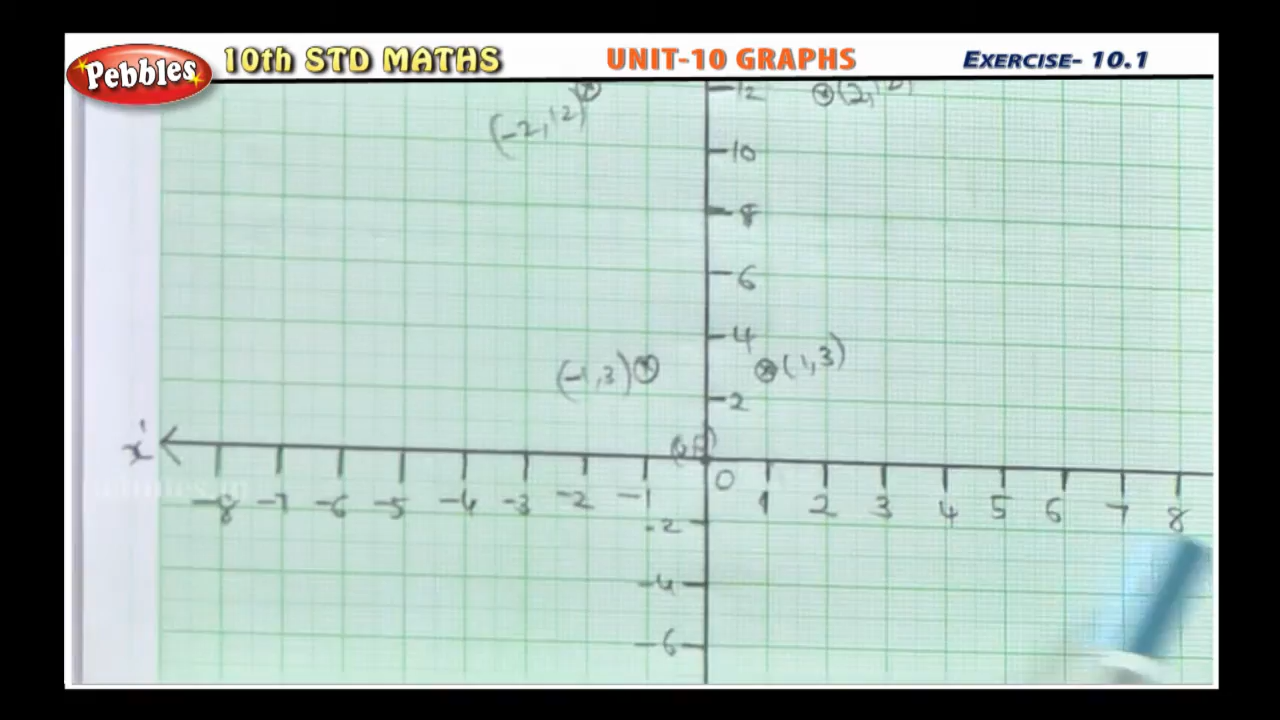 Pebbles
10th STD MATHS
UNIT-10 GRAPHS
EXERCISE- 10.1
(-2,12)
12
(2,12)
10
8
6
4
(-1,3)
(1,3)
2
x'
0
-8 -7 -6 -5 -4 -3 -2 -1 1 2 3 4 5 6 7 8
-2
-4
-6